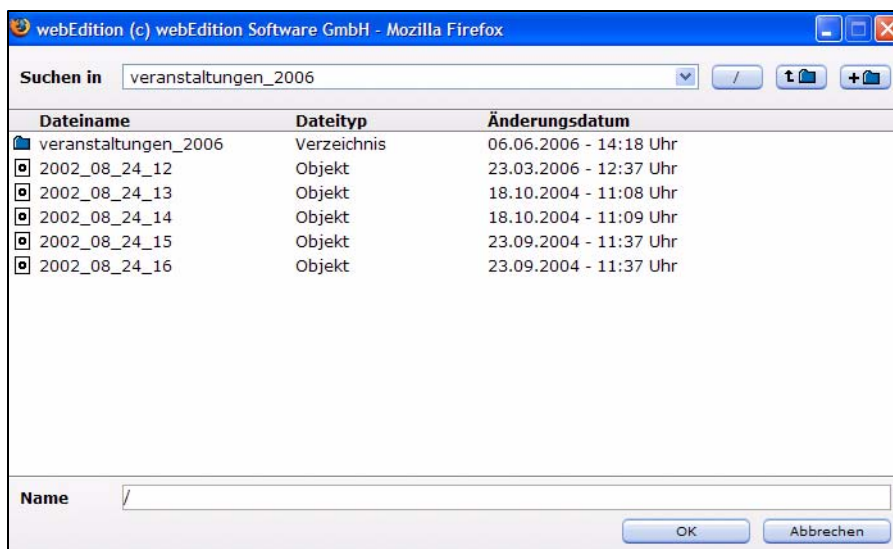 webEdition (c) webEdition Software GmbH - Mozilla Firefox
Suchen in veranstaltungen_2006 /
Dateiname Dateityp Änderungsdatum
veranstaltungen_2006 Verzeichnis 06.06.2006 - 14:18 Uhr
2002_08_24_12 Objekt 23.03.2006 - 12:37 Uhr
2002_08_24_13 Objekt 18.10.2004 - 11:08 Uhr
2002_08_24_14 Objekt 18.10.2004 - 11:09 Uhr
2002_08_24_15 Objekt 23.09.2004 - 11:37 Uhr
2002_08_24_16 Objekt 23.09.2004 - 11:37 Uhr
Name /
OK Abbrechen